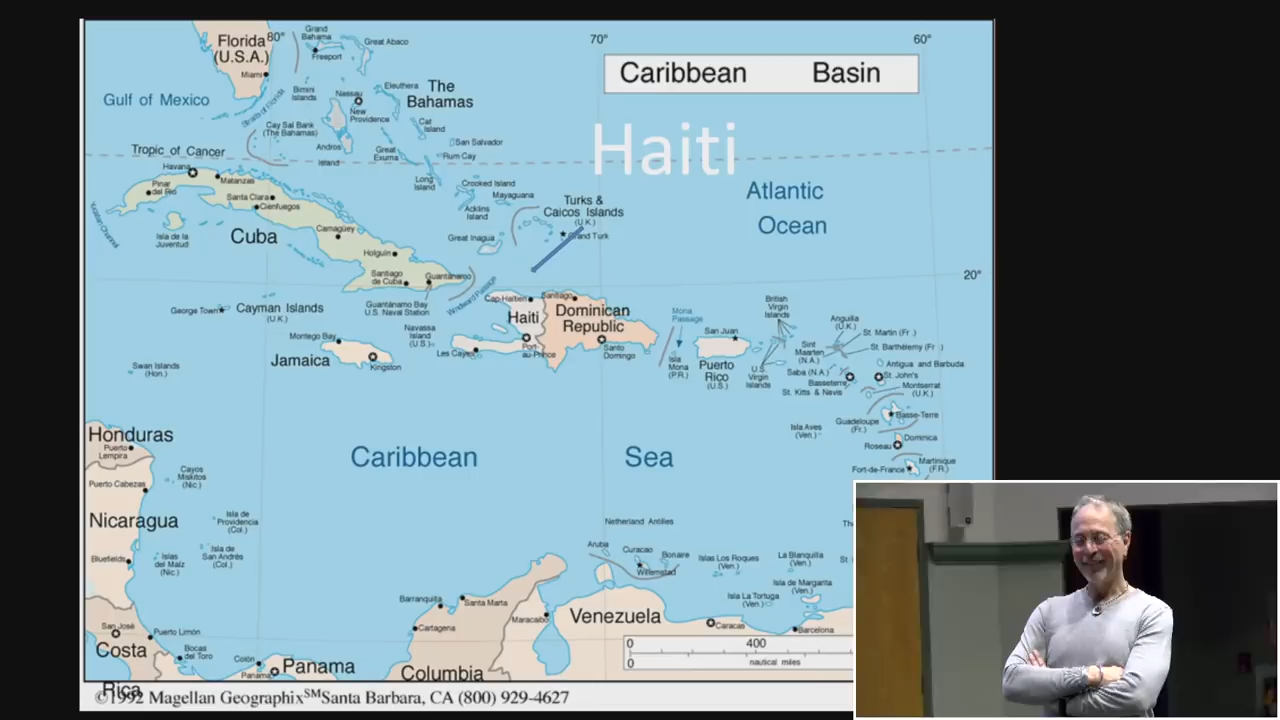 Florida
(U.S.A.)
80°
Grand
Bahama
Freeport
Great Abaco
70°
60°
Caribbean Basin
Miami
Gulf of Mexico
Straits of Florida
Bimini
Islands
Nassau
New
Providence
Eleuthera
The
Bahamas
Cat
Island
Cay Sal Bank
(The Bahamas)
Andros
Island
Great
Exuma
San Salvador
Rum Cay
Haiti
Tropic of Cancer
Havana
Matanzas
Pinar
del Rio
Santa Clara
Cienfuegos
Long
Island
Crooked Island
Mayaguana
Acklins
Island
Turks &
Caicos Islands
(U.K.)
Grand Turk
Atlantic
Ocean
Yucatan Channel
Isla de la
Juventud
Cuba
Camagüey
Holguin
Great Inagua
Santiago
de Cuba
Guantánamo
Windward Passage
20°
George Town
Cayman Islands
(U.K.)
Guantánamo Bay
U.S. Naval Station
Cap-Haïtien
Santiago
Haiti
Dominican
Republic
Mona
Passage
British
Virgin
Islands
Anguilla
(U.K.)
St. Martin (Fr.)
St. Barthélemy (Fr.)
Navassa
Island
(U.S.)
Montego Bay
Jamaica
Kingston
Les Cayes
Port-
au-Prince
Santo
Domingo
San Juan
Isla
Mona
(P.R.)
Puerto
Rico
(U.S.)
U.S.
Virgin
Islands
Sint
Maarten
(N.A.)
Saba (N.A.)
Basseterre
St. Kitts & Nevis
Antigua and Barbuda
St. John's
Montserrat
(U.K.)
Swan Islands
(Hon.)
Guadeloupe
(Fr.)
Basse-Terre
Isla Aves
(Ven.)
Roseau
Dominica
Honduras
Puerto
Lempira
Caribbean Sea
Fort-de-France
Martinique
(F.R.)
Puerto Cabezas
Cayos
Miskitos
(Nic.)
Nicaragua
Isla de
Providencia
(Col.)
Netherland Antilles
Bluefields
Islas
del Maíz
(Nic.)
Isla de
San Andrés
(Col.)
Aruba
Curacao
Willemstad
Bonaire
Islas Los Roques
(Ven.)
La Blanquilla
(Ven.)
St.
Isla La Tortuga
(Ven.)
Isla de Margarita
(Ven.)
Barranquilla
Santa Marta
Cartagena
Maracaibo
Venezuela
Caracas
Barcelona
San José
Puerto Limón
Costa
Rica
Bocas
del Toro
Colón
Panama
Panama
Columbia
0 400
0 nautical miles
©1992 Magellan GeographixSMSanta Barbara, CA (800) 929-4627